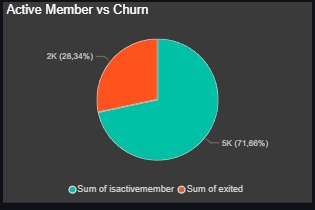 Active Member vs Churn
2K (28,34%)
5K (71,66%)
Sum of isactivemember Sum of exited